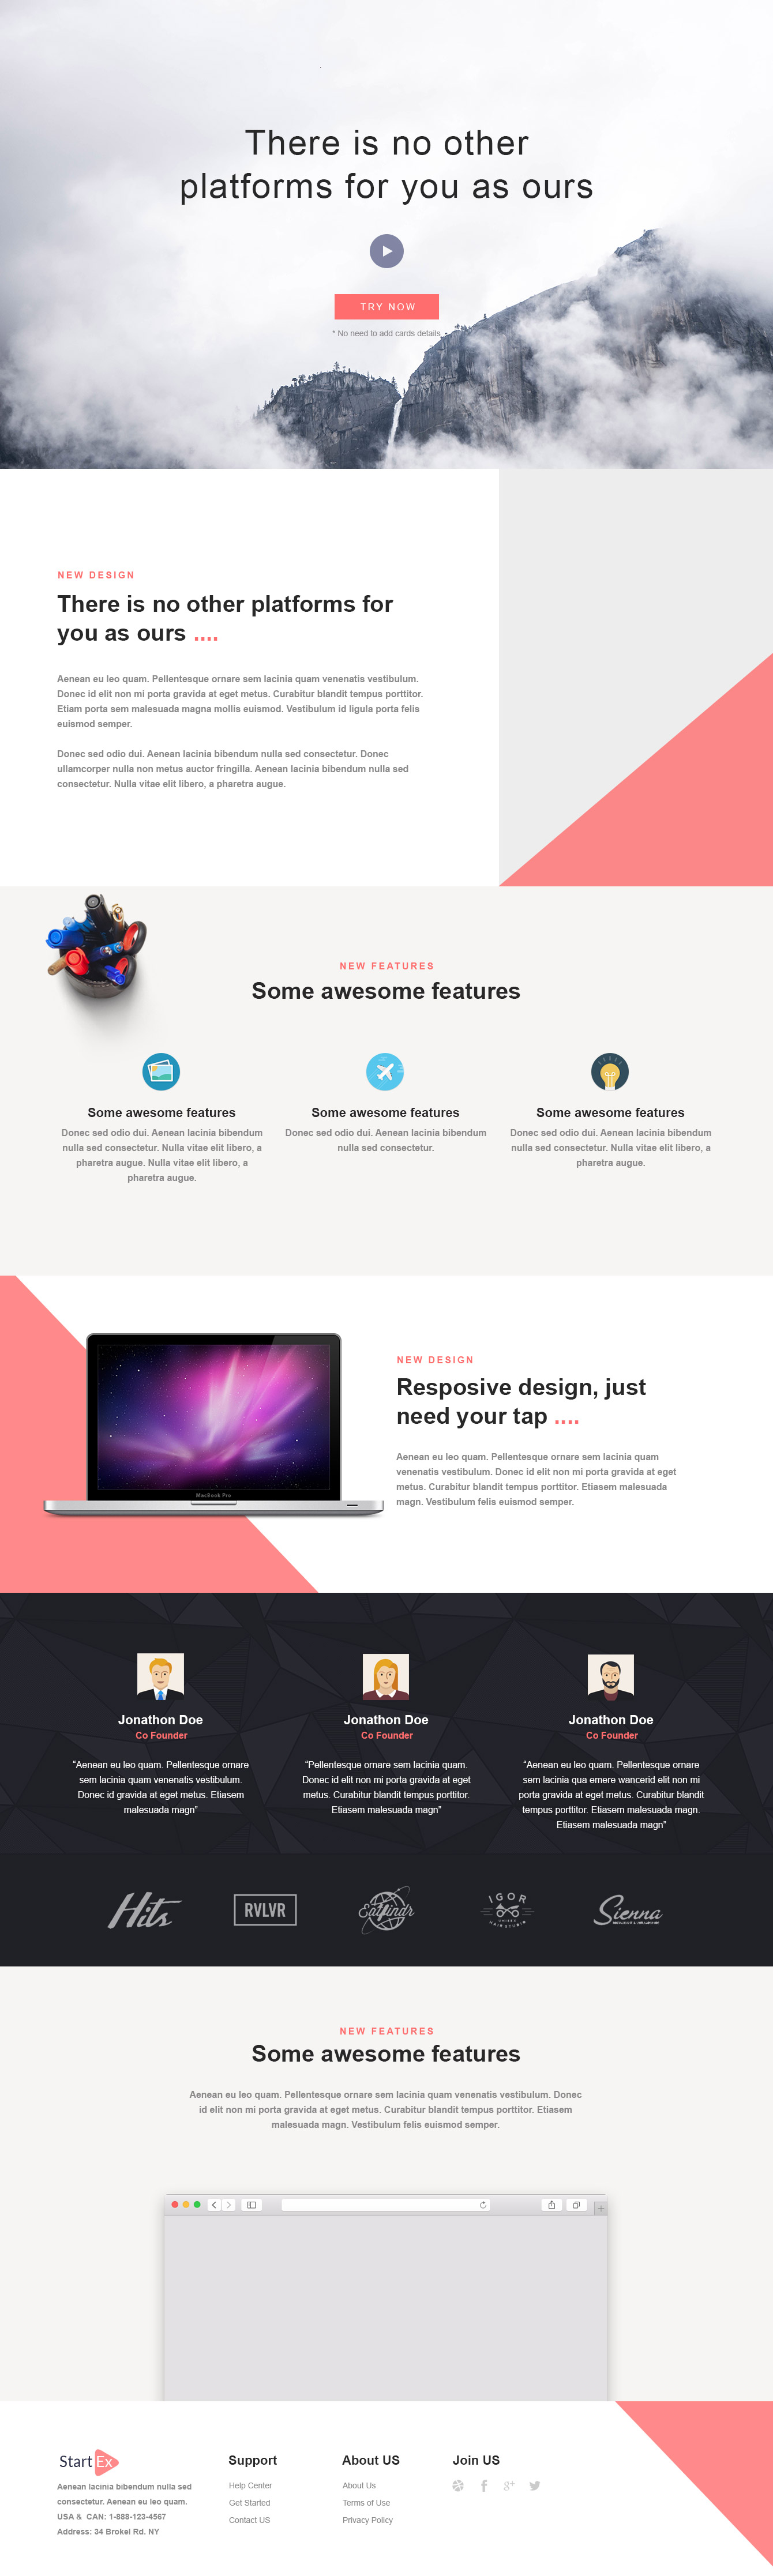 There is no other
platforms for you as ours
TRY NOW
* No need to add cards details
NEW DESIGN
There is no other platforms for
you as ours ....
Aenean eu leo quam. Pellentesque ornare sem lacinia quam venenatis vestibulum.
Donec id elit non mi porta gravida at eget metus. Curabitur blandit tempus porttitor.
Etiam porta sem malesuada magna mollis euismod. Vestibulum id ligula porta felis
euismod semper.
Donec sed odio dui. Aenean lacinia bibendum nulla sed consectetur. Donec
ullamcorper nulla non metus auctor fringilla. Aenean lacinia bibendum nulla sed
consectetur. Nulla vitae elit libero, a pharetra augue.
NEW FEATURES
Some awesome features
Some awesome features
Donec sed odio dui. Aenean lacinia bibendum
nulla sed consectetur. Nulla vitae elit libero, a
pharetra augue. Nulla vitae elit libero, a
pharetra augue.
Some awesome features
Donec sed odio dui. Aenean lacinia bibendum
nulla sed consectetur.
Some awesome features
Donec sed odio dui. Aenean lacinia bibendum
nulla sed consectetur. Nulla vitae elit libero, a
pharetra augue.
MacBook Pro
NEW DESIGN
Resposive design, just
need your tap ....
Aenean eu leo quam. Pellentesque ornare sem lacinia quam
venenatis vestibulum. Donec id elit non mi porta gravida at eget
metus. Curabitur blandit tempus porttitor. Etiasem malesuada
magn. Vestibulum felis euismod semper.
Jonathon Doe
Co Founder
“Aenean eu leo quam. Pellentesque ornare
sem lacinia quam venenatis vestibulum.
Donec id gravida at eget metus. Etiasem
malesuada magn”
Jonathon Doe
Co Founder
“Pellentesque ornare sem lacinia quam.
Donec id elit non mi porta gravida at eget
metus. Curabitur blandit tempus porttitor.
Etiasem malesuada magn”
Jonathon Doe
Co Founder
“Aenean eu leo quam. Pellentesque ornare
sem lacinia qua emere wancerid elit non mi
porta gravida at eget metus. Curabitur blandit
tempus porttitor. Etiasem malesuada magn.
Etiasem malesuada magn”
Hits
RVLVR
IGOR
UNISEX
HAIR STUDIO
Sienna
NEW FEATURES
Some awesome features
Aenean eu leo quam. Pellentesque ornare sem lacinia quam venenatis vestibulum. Donec
id elit non mi porta gravida at eget metus. Curabitur blandit tempus porttitor. Etiasem
malesuada magn. Vestibulum felis euismod semper.
StartEx
Aenean lacinia bibendum nulla sed
consectetur. Aenean eu leo quam.
USA & CAN: 1-888-123-4567
Address: 34 Brokel Rd. NY
Support
Help Center
Get Started
Contact US
About US
About Us
Terms of Use
Privacy Policy
Join US